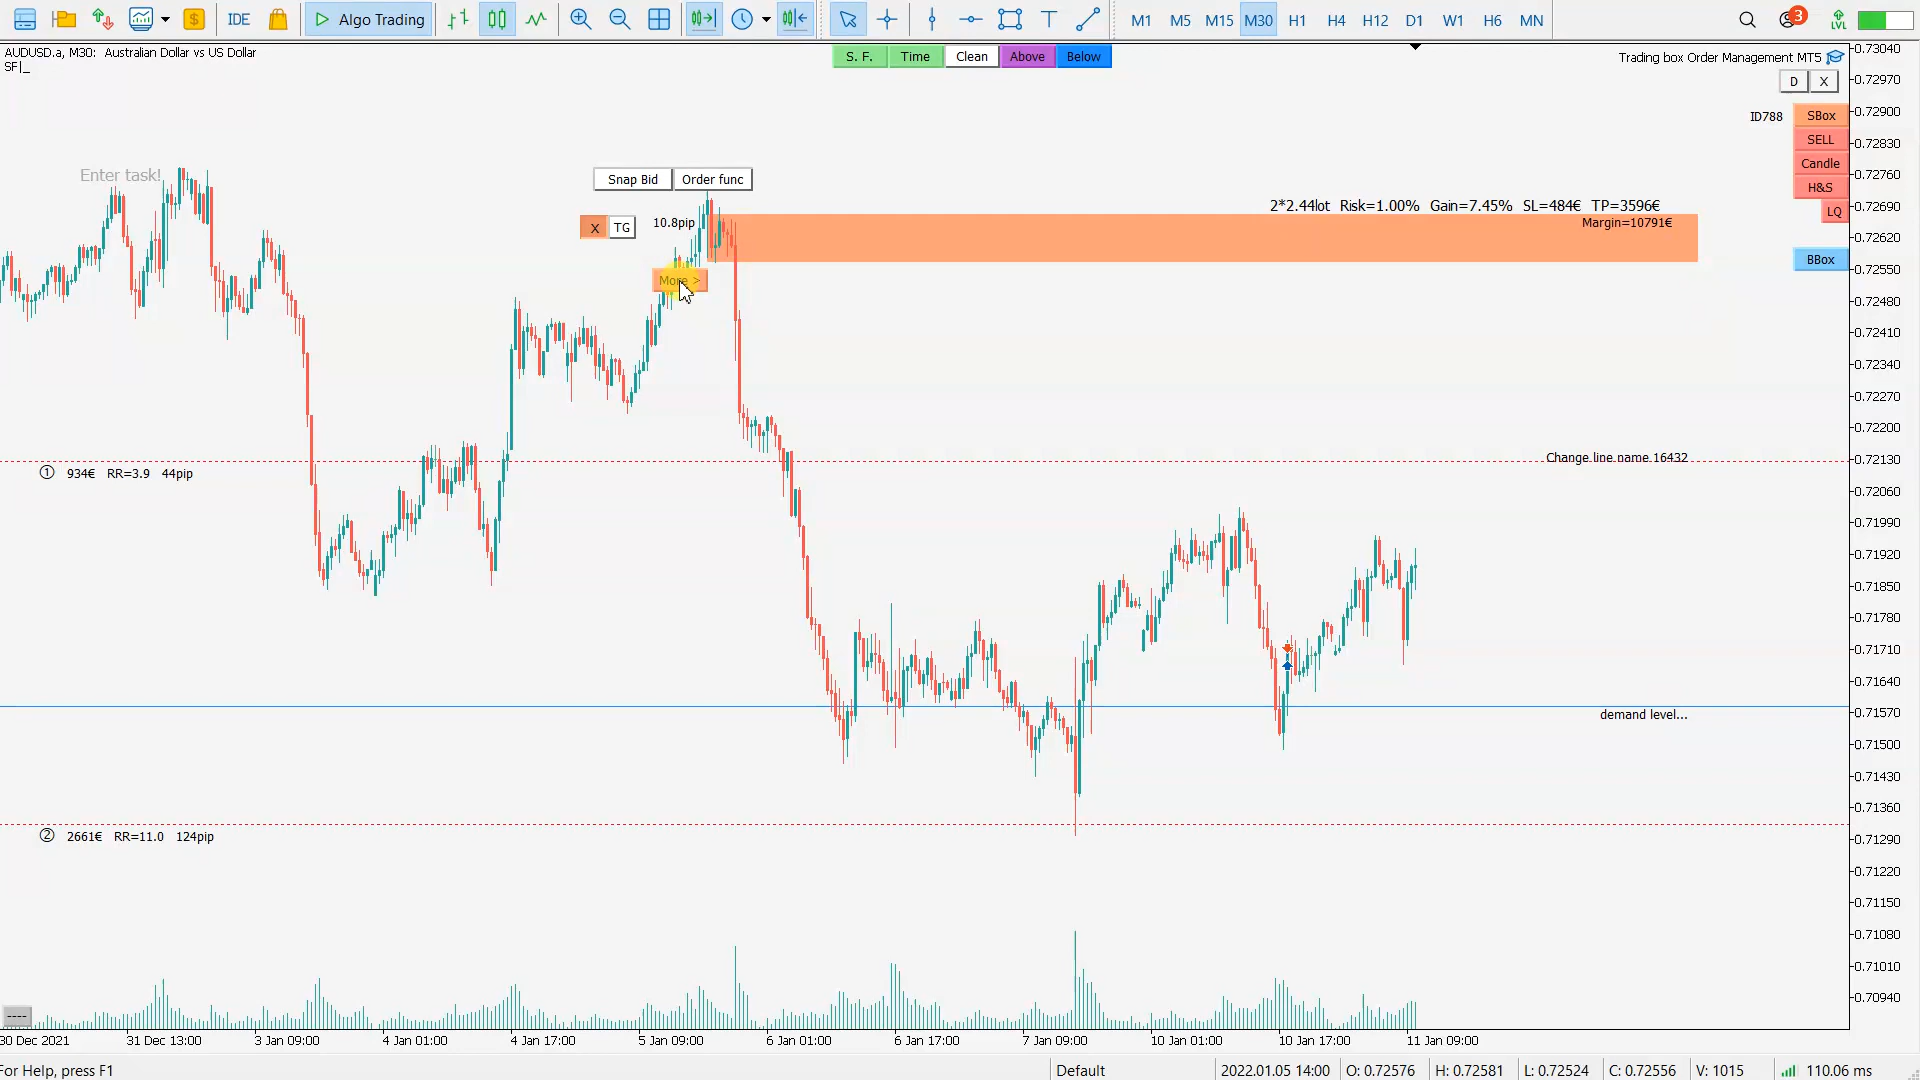 IDE Algo Trading M1 M5 M15 M30 H1 H4 H12 D1 W1 H6 MN 3 LVL
AUDUSD.a, M30: Australian Dollar vs US Dollar
SF|_
S. F. Time Clean Above Below
Trading box Order Management MT5
D X
ID788 SBox
SELL
Candle
H&S
LQ
BBox
Enter task!
Snap Bid Order func
X TG 10.8pip
2*2.44lot Risk=1.00% Gain=7.45% SL=484€ TP=3596€
Margin=10791€
More >
Change line name 16432
① 934€ RR=3.9 44pip
demand level...
② 2661€ RR=11.0 124pip
0.73040
0.72970
0.72900
0.72830
0.72760
0.72690
0.72620
0.72550
0.72480
0.72410
0.72340
0.72270
0.72200
0.72130
0.72060
0.71990
0.71920
0.71850
0.71780
0.71710
0.71640
0.71570
0.71500
0.71430
0.71360
0.71290
0.71220
0.71150
0.71080
0.71010
0.70940
----
30 Dec 2021 31 Dec 13:00 3 Jan 09:00 4 Jan 01:00 4 Jan 17:00 5 Jan 09:00 6 Jan 01:00 6 Jan 17:00 7 Jan 09:00 10 Jan 01:00 10 Jan 17:00 11 Jan 09:00
For Help, press F1 Default 2022.01.05 14:00 O: 0.72576 H: 0.72581 L: 0.72524 C: 0.72556 V: 1015 110.06 ms